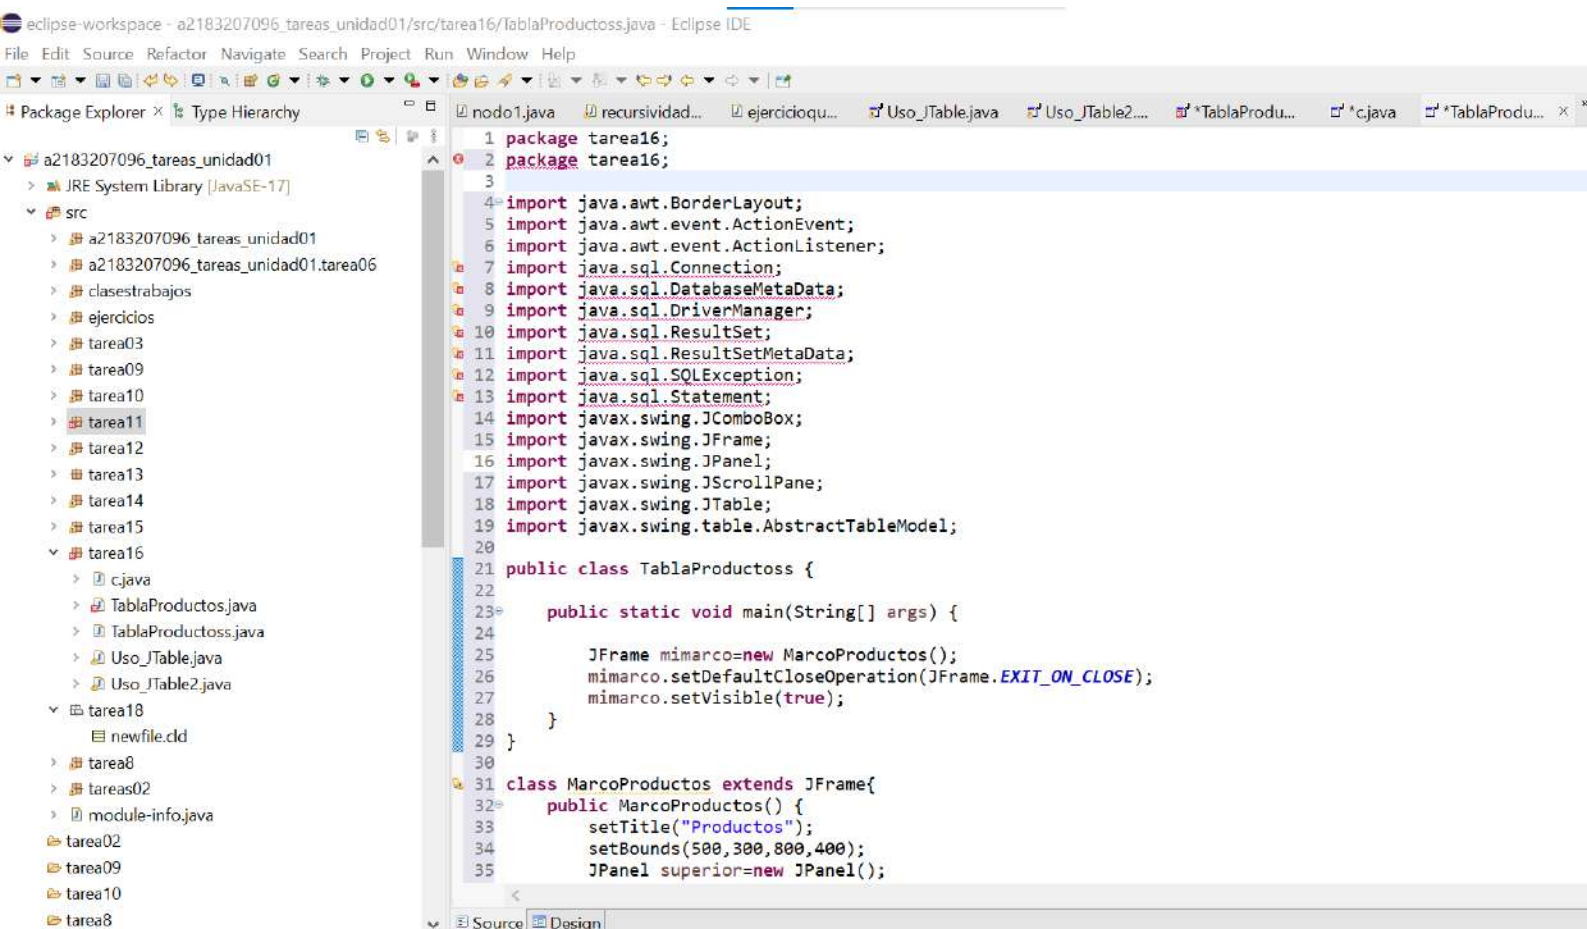 eclipse-workspace - a2183207096_tareas_unidad01/src/tarea16/TablaProductoss.java - Eclipse IDE
File Edit Source Refactor Navigate Search Project Run Window Help
Package Explorer × Type Hierarchy
nodo1.java recursividad... ejercicioqu... Uso_JTable.java Uso_JTable2.... *TablaProdu... *c.java *TablaProdu... ×
a2183207096_tareas_unidad01
JRE System Library [JavaSE-17]
src
a2183207096_tareas_unidad01
a2183207096_tareas_unidad01.tarea06
clasestrabajos
ejercicios
tarea03
tarea09
tarea10
tarea11
tarea12
tarea13
tarea14
tarea15
tarea16
c.java
TablaProductos.java
TablaProductoss.java
Uso_JTable.java
Uso_JTable2.java
tarea18
newfile.cld
tarea8
tareas02
module-info.java
tarea02
tarea09
tarea10
tarea8
1 package tarea16;
2 package tarea16;
3
4 import java.awt.BorderLayout;
5 import java.awt.event.ActionEvent;
6 import java.awt.event.ActionListener;
7 import java.sql.Connection;
8 import java.sql.DatabaseMetaData;
9 import java.sql.DriverManager;
10 import java.sql.ResultSet;
11 import java.sql.ResultSetMetaData;
12 import java.sql.SQLException;
13 import java.sql.Statement;
14 import javax.swing.JComboBox;
15 import javax.swing.JFrame;
16 import javax.swing.JPanel;
17 import javax.swing.JScrollPane;
18 import javax.swing.JTable;
19 import javax.swing.table.AbstractTableModel;
20
21 public class TablaProductoss {
22
23 public static void main(String[] args) {
24
25 JFrame mimarco=new MarcoProductos();
26 mimarco.setDefaultCloseOperation(JFrame.EXIT_ON_CLOSE);
27 mimarco.setVisible(true);
28 }
29 }
30
31 class MarcoProductos extends JFrame{
32 public MarcoProductos() {
33 setTitle("Productos");
34 setBounds(500,300,800,400);
35 JPanel superior=new JPanel();
Source Design